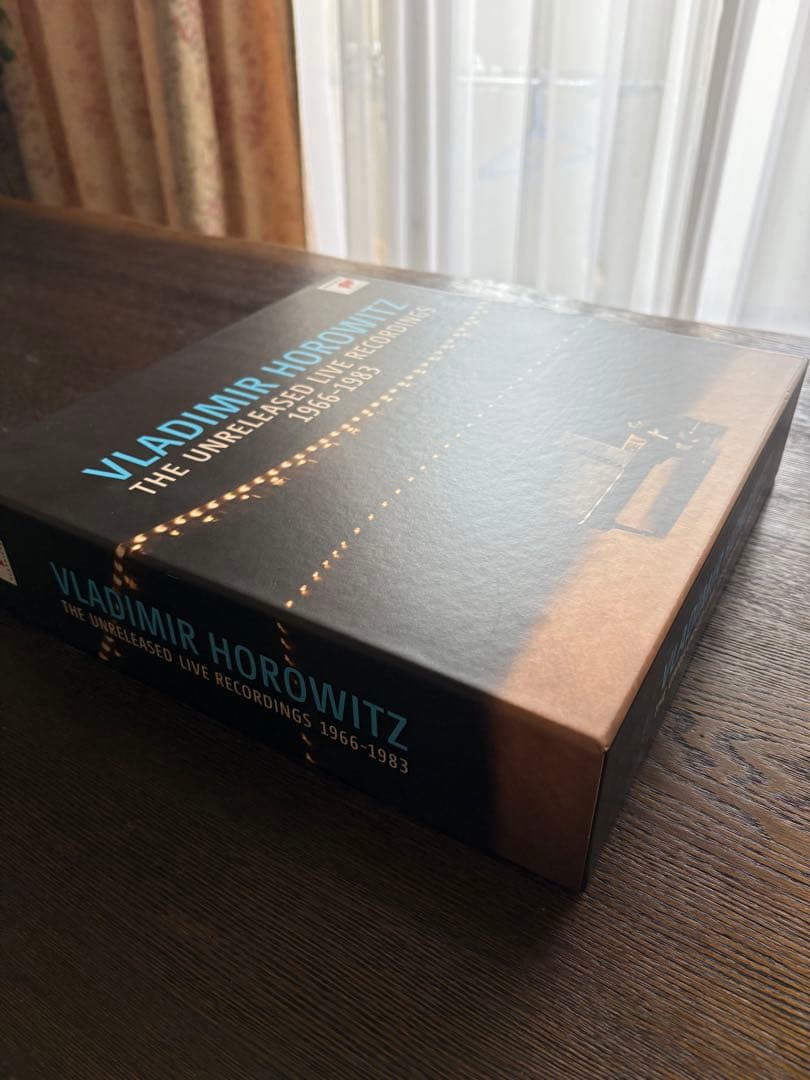 VLADIMIR HOROWITZ
THE UNRELEASED LIVE RECORDINGS
1966-1983
VLADIMIR HOROWITZ
THE UNRELEASED LIVE RECORDINGS 1966-1983